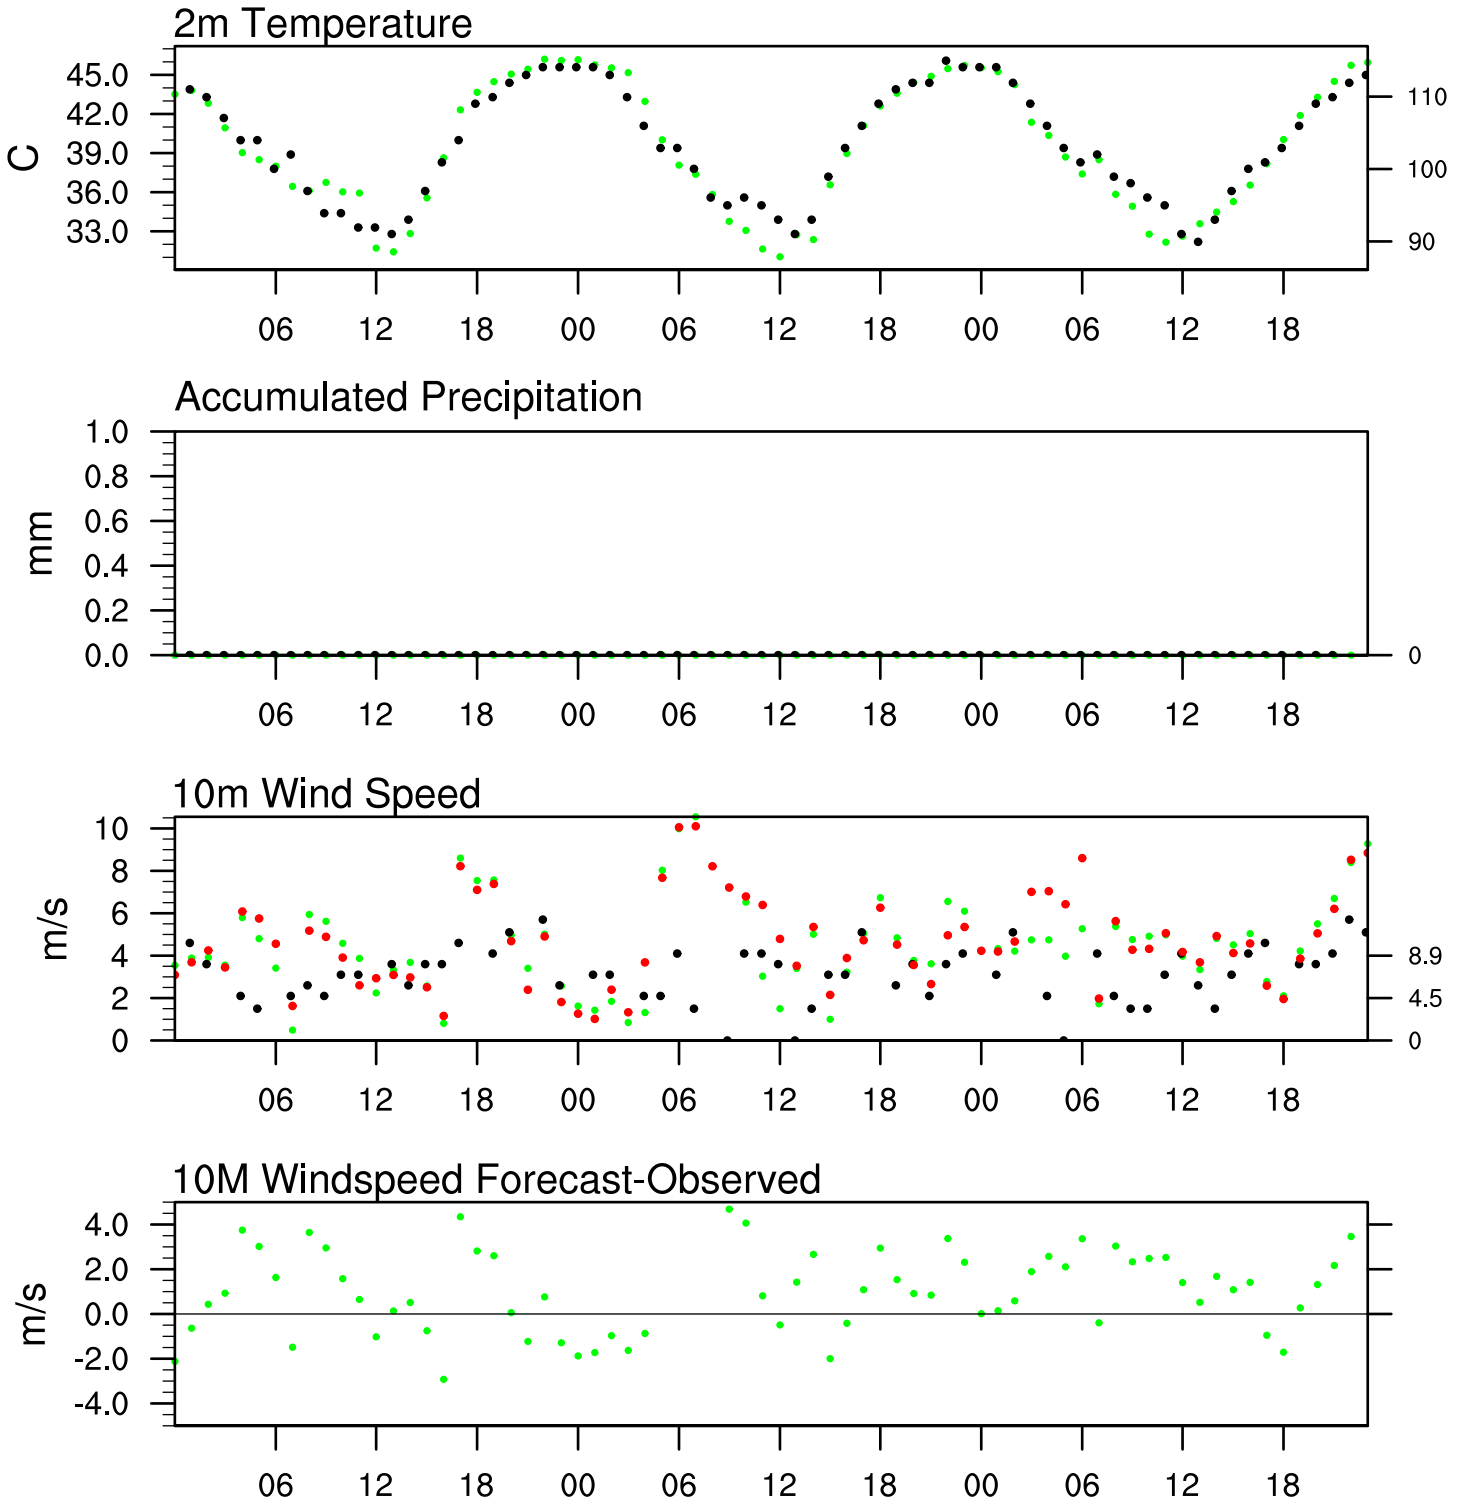 2m Temperature
45.0
42.0
39.0
36.0
33.0
C
110
100
90
06 12 18 00 06 12 18 00 06 12 18
Accumulated Precipitation
1.0
0.8
0.6
0.4
0.2
0.0
mm
0
06 12 18 00 06 12 18 00 06 12 18
10m Wind Speed
10
8
6
4
2
0
m/s
8.9
4.5
0
06 12 18 00 06 12 18 00 06 12 18
10M Windspeed Forecast-Observed
4.0
2.0
0.0
-2.0
-4.0
m/s
06 12 18 00 06 12 18 00 06 12 18